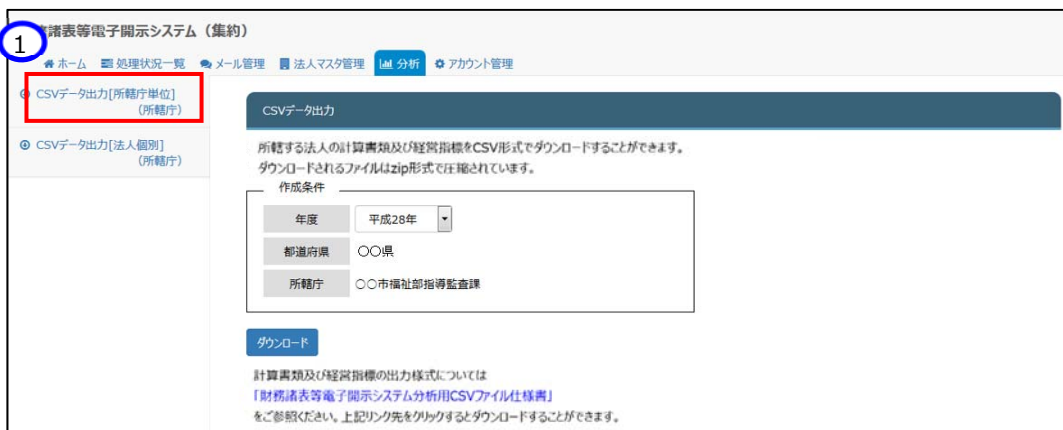 諸表等電子開示システム（集約）
1
ホーム 処理状況一覧 メール管理 法人マスタ管理 分析 アカウント管理
CSVデータ出力[所轄庁単位]
（所轄庁）
CSVデータ出力
CSVデータ出力[法人個別]
（所轄庁）
所轄する法人の計算書類及び経営指標をCSV形式でダウンロードすることができます。
ダウンロードされるファイルはzip形式で圧縮されています。
作成条件
年度 平成28年
都道府県 〇〇県
所轄庁 〇〇市福祉部指導監査課
ダウンロード
計算書類及び経営指標の出力様式については
「財務諸表等電子開示システム分析用CSVファイル仕様書」
をご参照ください。上記リンク先をクリックするとダウンロードすることができます。